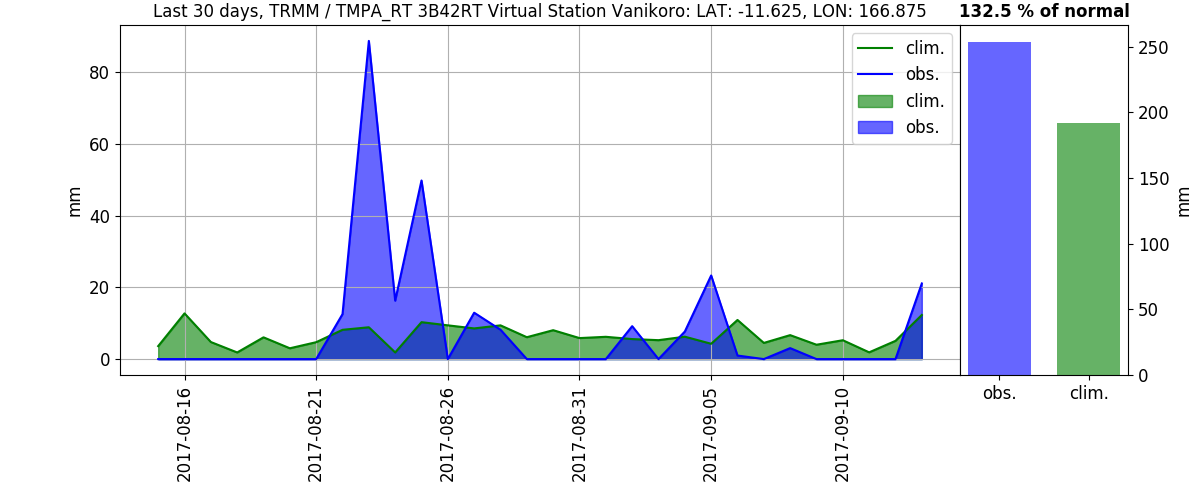 Last 30 days, TRMM / TMPA_RT 3B42RT Virtual Station Vanikoro: LAT: -11.625, LON: 166.875
132.5 % of normal
clim.
obs.
clim.
obs.
mm
80
60
40
20
0
2017-08-16
2017-08-21
2017-08-26
2017-08-31
2017-09-05
2017-09-10
250
200
150
100
50
0
mm
obs.
clim.